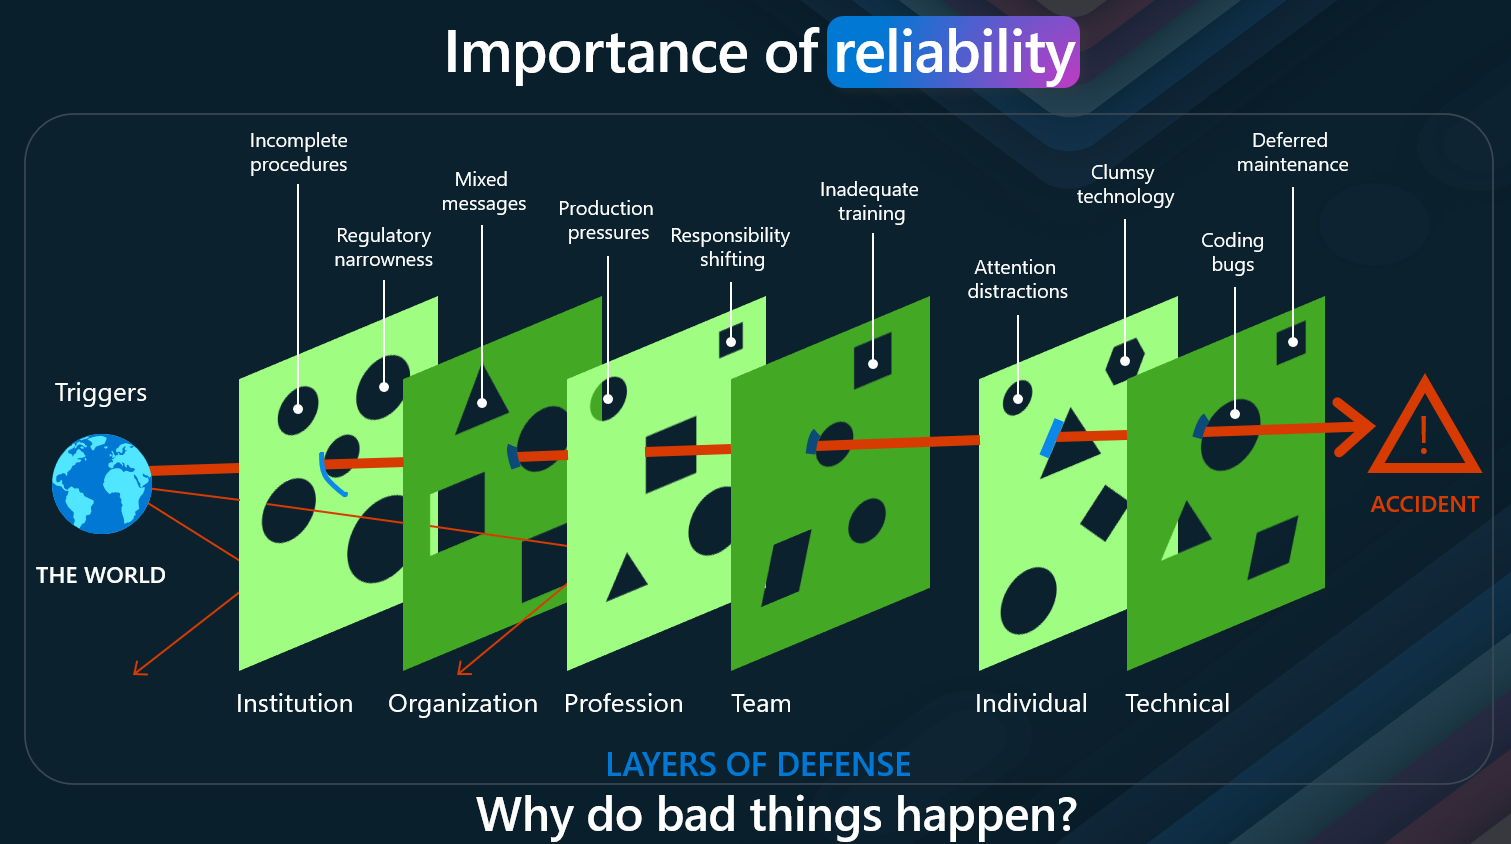 Importance of reliability
Incomplete
procedures
Regulatory
narrowness
Mixed
messages
Production
pressures
Responsibility
shifting
Inadequate
training
Attention
distractions
Clumsy
technology
Coding
bugs
Deferred
maintenance
Triggers
THE WORLD
!
ACCIDENT
Institution
Organization
Profession
Team
Individual
Technical
LAYERS OF DEFENSE
Why do bad things happen?